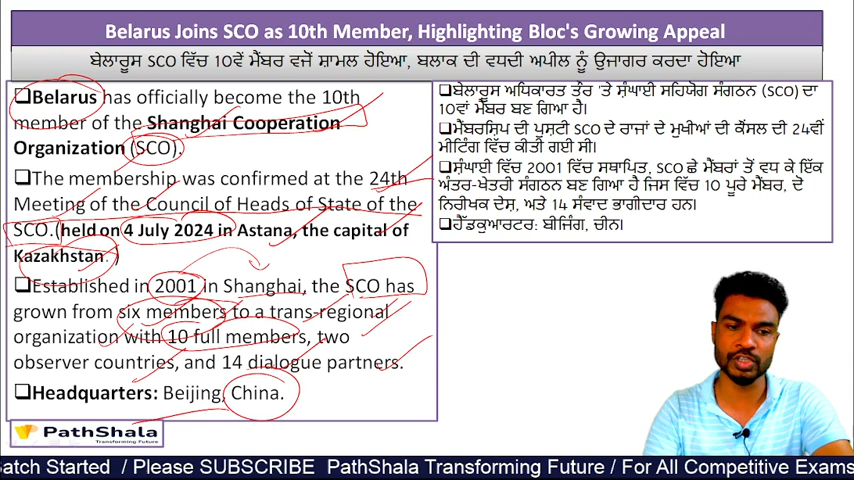 Belarus Joins SCO as 10th Member, Highlighting Bloc's Growing Appeal
ਬੇਲਾਰੂਸ SCO ਵਿੱਚ 10ਵੇਂ ਮੈਂਬਰ ਵਜੋਂ ਸ਼ਾਮਲ ਹੋਇਆ, ਬਲਾਕ ਦੀ ਵਧਦੀ ਅਪੀਲ ਨੂੰ ਉਜਾਗਰ ਕਰਦਾ ਹੋਇਆ
❑Belarus has officially become the 10th
member of the Shanghai Cooperation
Organization (SCO).
❑The membership was confirmed at the 24th
Meeting of the Council of Heads of State of the
SCO.(held on 4 July 2024 in Astana, the capital of
Kazakhstan.)
❑Established in 2001 in Shanghai, the SCO has
grown from six members to a trans-regional
organization with 10 full members, two
observer countries, and 14 dialogue partners.
❑Headquarters: Beijing, China.
❑ਬੇਲਾਰੂਸ ਅਧਿਕਾਰਤ ਤੌਰ 'ਤੇ ਸ਼ੰਘਾਈ ਸਹਿਯੋਗ ਸੰਗਠਨ (SCO) ਦਾ
10ਵਾਂ ਮੈਂਬਰ ਬਣ ਗਿਆ ਹੈ।
❑ਮੈਂਬਰਸ਼ਿਪ ਦੀ ਪੁਸ਼ਟੀ SCO ਦੇ ਰਾਜਾਂ ਦੇ ਮੁਖੀਆਂ ਦੀ ਕੌਂਸਲ ਦੀ 24ਵੀਂ
ਮੀਟਿੰਗ ਵਿੱਚ ਕੀਤੀ ਗਈ ਸੀ।
❑ਸ਼ੰਘਾਈ ਵਿੱਚ 2001 ਵਿੱਚ ਸਥਾਪਿਤ, SCO ਛੇ ਮੈਂਬਰਾਂ ਤੋਂ ਵਧ ਕੇ ਇੱਕ
ਅੰਤਰ-ਖੇਤਰੀ ਸੰਗਠਨ ਬਣ ਗਿਆ ਹੈ ਜਿਸ ਵਿੱਚ 10 ਪੂਰੇ ਮੈਂਬਰ, ਦੋ
ਨਿਰੀਖਕ ਦੇਸ਼, ਅਤੇ 14 ਸੰਵਾਦ ਭਾਗੀਦਾਰ ਹਨ।
❑ਹੈੱਡਕੁਆਰਟਰ: ਬੀਜਿੰਗ, ਚੀਨ।
PathShala
Transforming Future
Batch Started / Please SUBSCRIBE PathShala Transforming Future / For All Competitive Exams